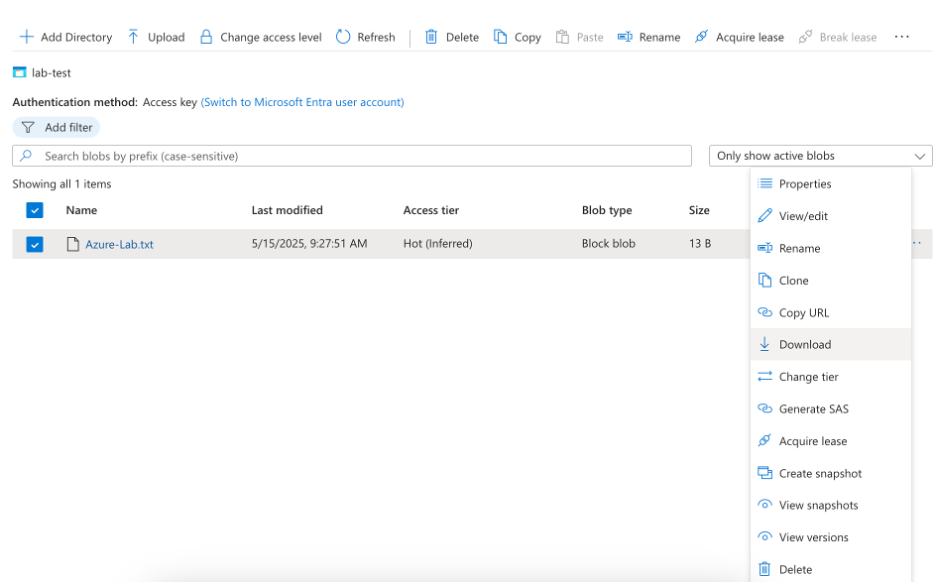 Add Directory Upload Change access level Refresh Delete Copy Paste Rename Acquire lease Break lease ...
lab-test
Authentication method: Access key (Switch to Microsoft Entra user account)
Add filter
Search blobs by prefix (case-sensitive) Only show active blobs
Showing all 1 items
Name Last modified Access tier Blob type Size
Azure-Lab.txt 5/15/2025, 9:27:51 AM Hot (Inferred) Block blob 13 B
Properties
View/edit
Rename
Clone
Copy URL
Download
Change tier
Generate SAS
Acquire lease
Create snapshot
View snapshots
View versions
Delete